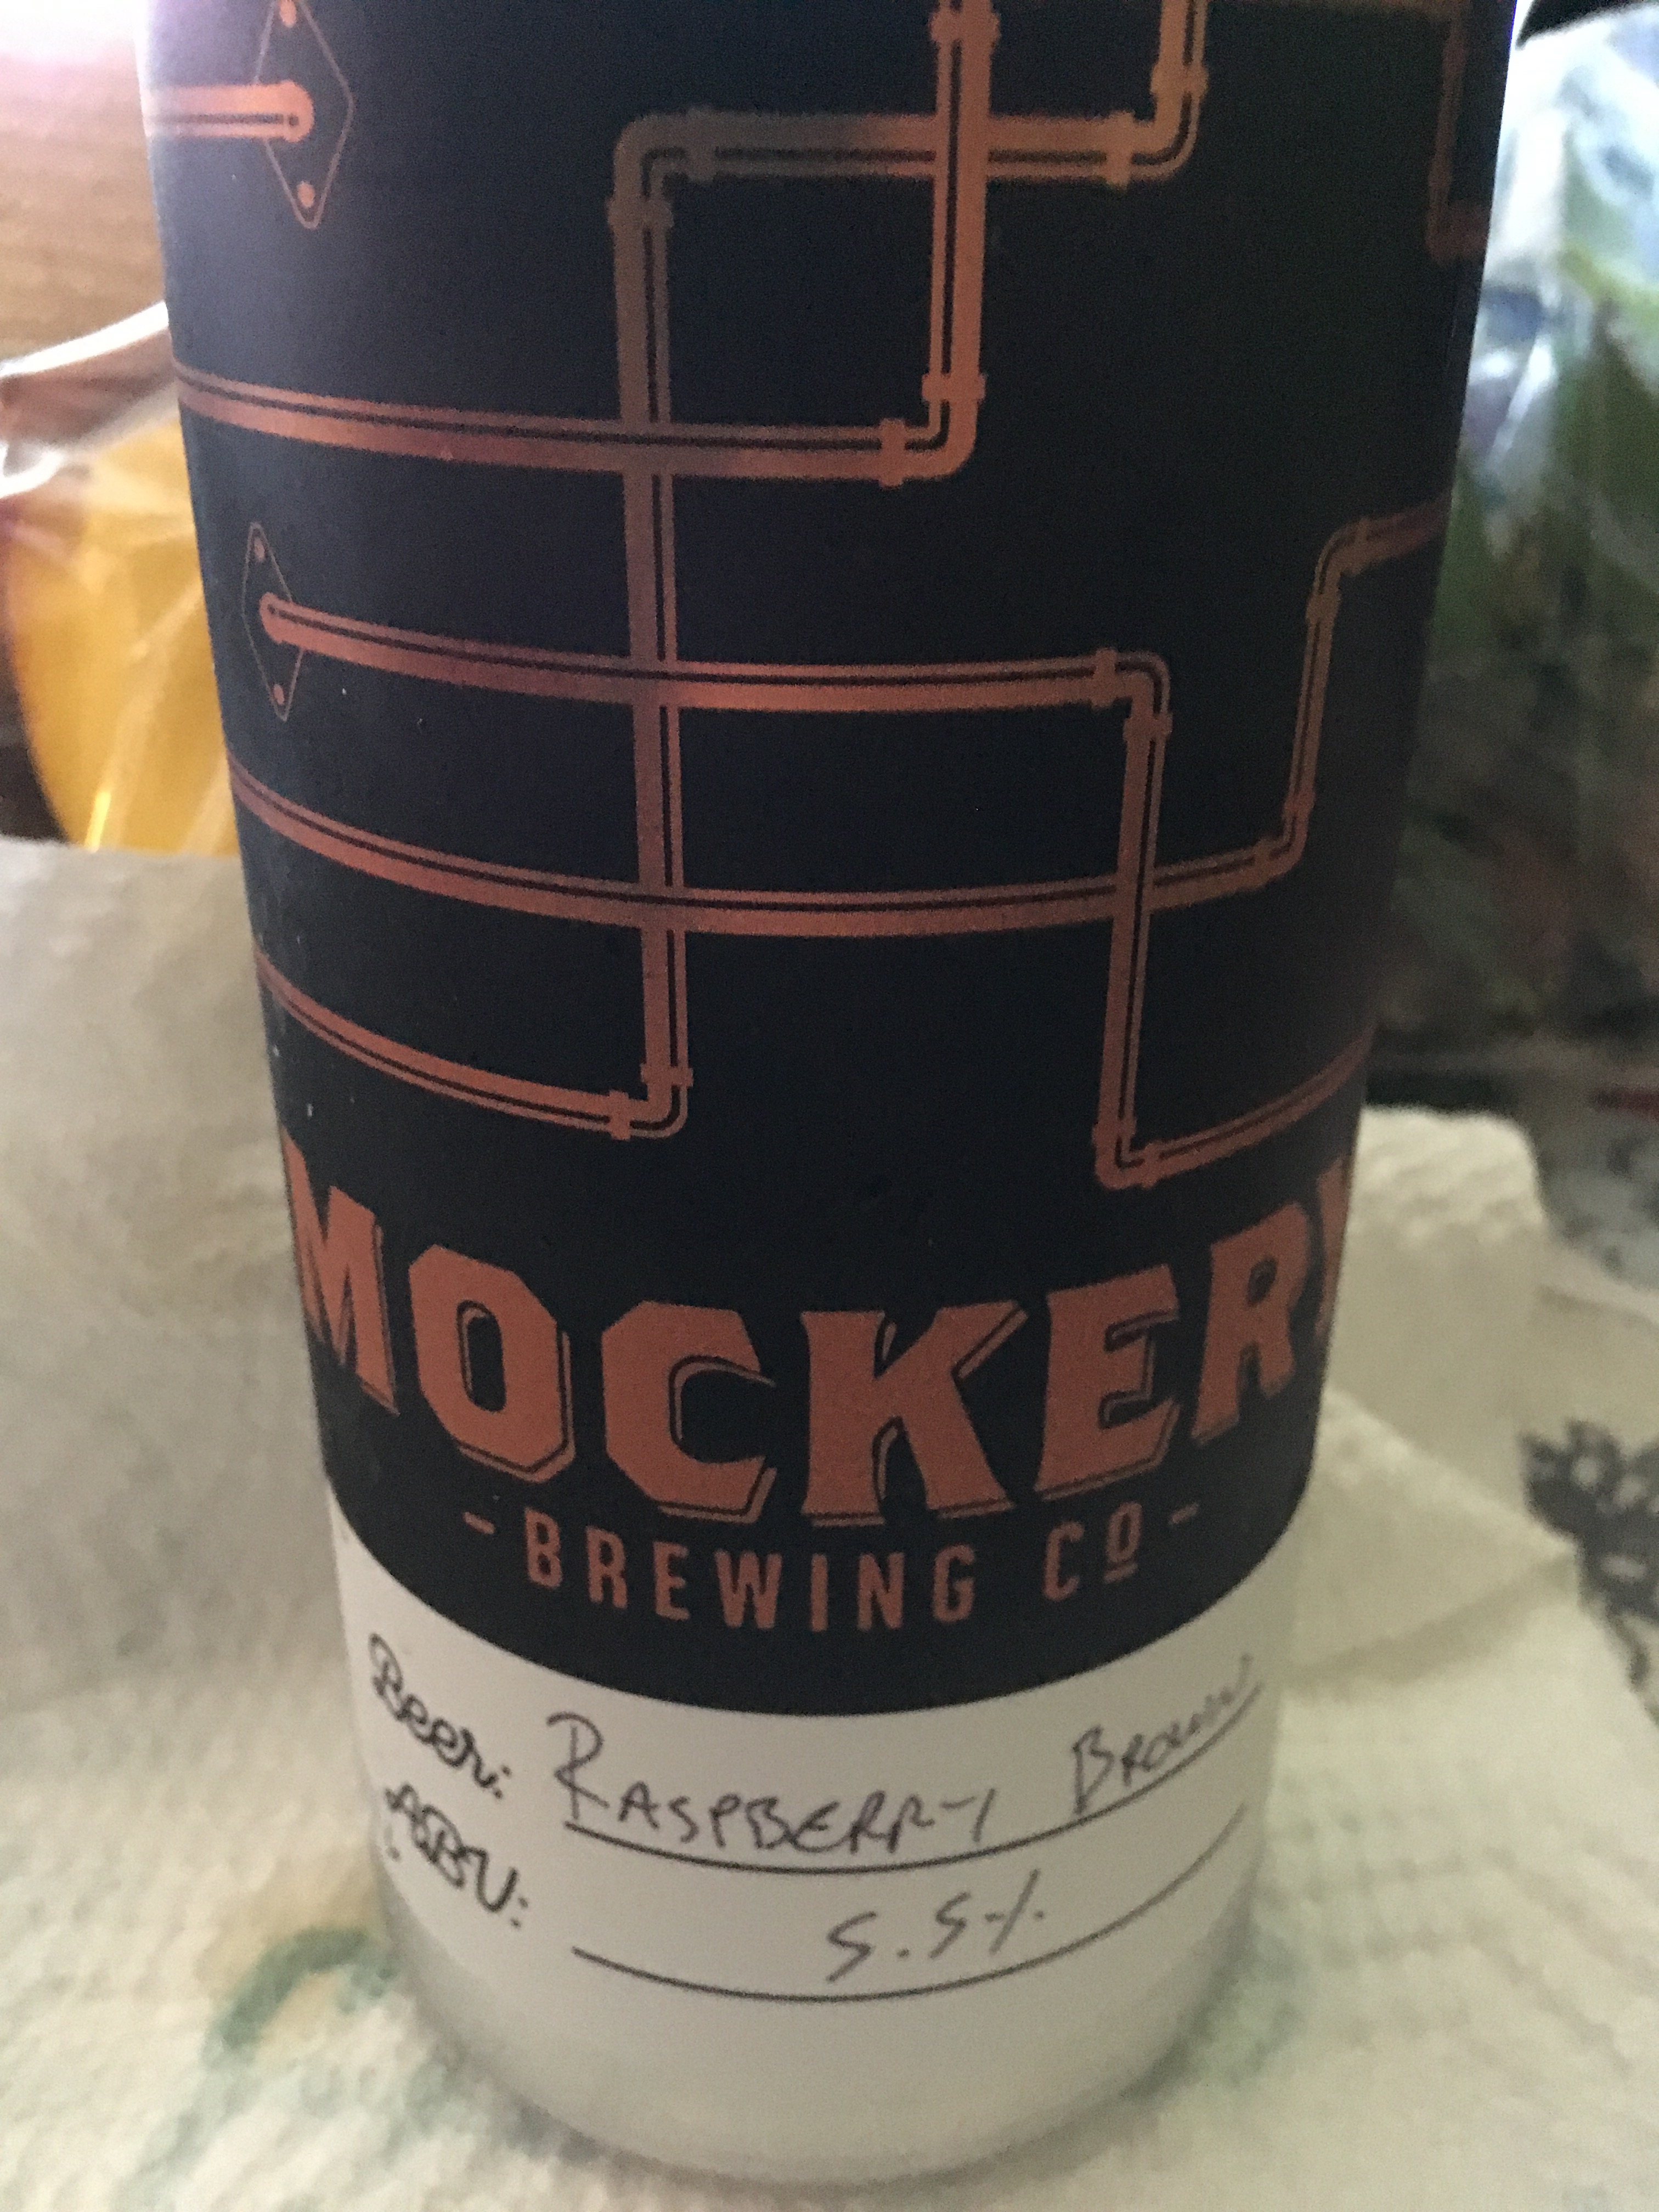 MOCKERY
- BREWING Cº -
Beer: RASPBERRY BROWN
ABV: 5.5%